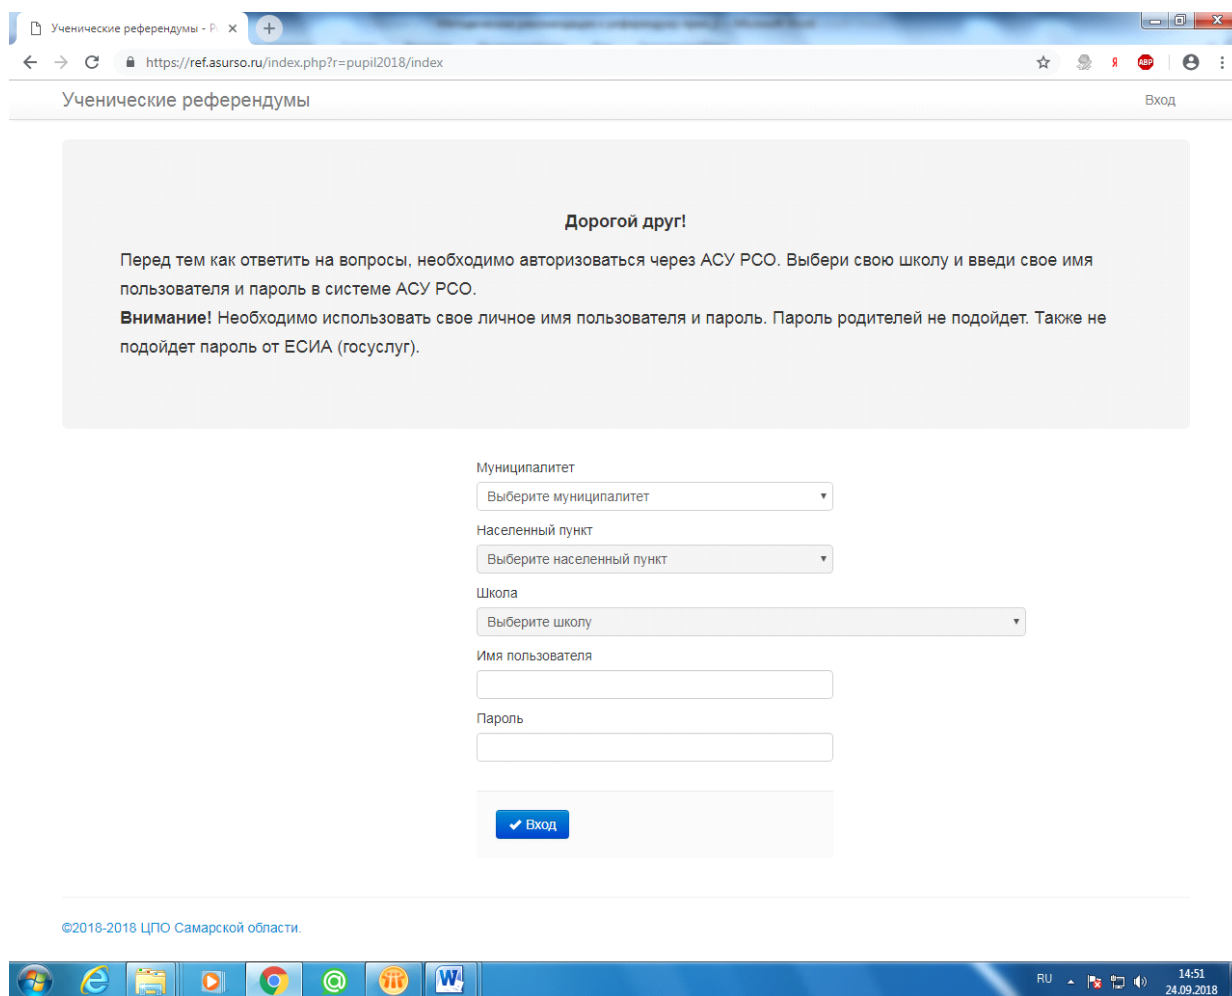 Ученические референдумы - Р
https://ref.asurso.ru/index.php?r=pupil2018/index
Я
ABP
Ученические референдумы
Вход
Дорогой друг!
Перед тем как ответить на вопросы, необходимо авторизоваться через АСУ РСО. Выбери свою школу и введи свое имя
пользователя и пароль в системе АСУ РСО.
Внимание! Необходимо использовать свое личное имя пользователя и пароль. Пароль родителей не подойдет. Также не
подойдет пароль от ЕСИА (госуслуг).
Муниципалитет
Выберите муниципалитет
Населенный пункт
Выберите населенный пункт
Школа
Выберите школу
Имя пользователя
Пароль
Вход
©2018-2018 ЦПО Самарской области.
RU
14:51
24.09.2018